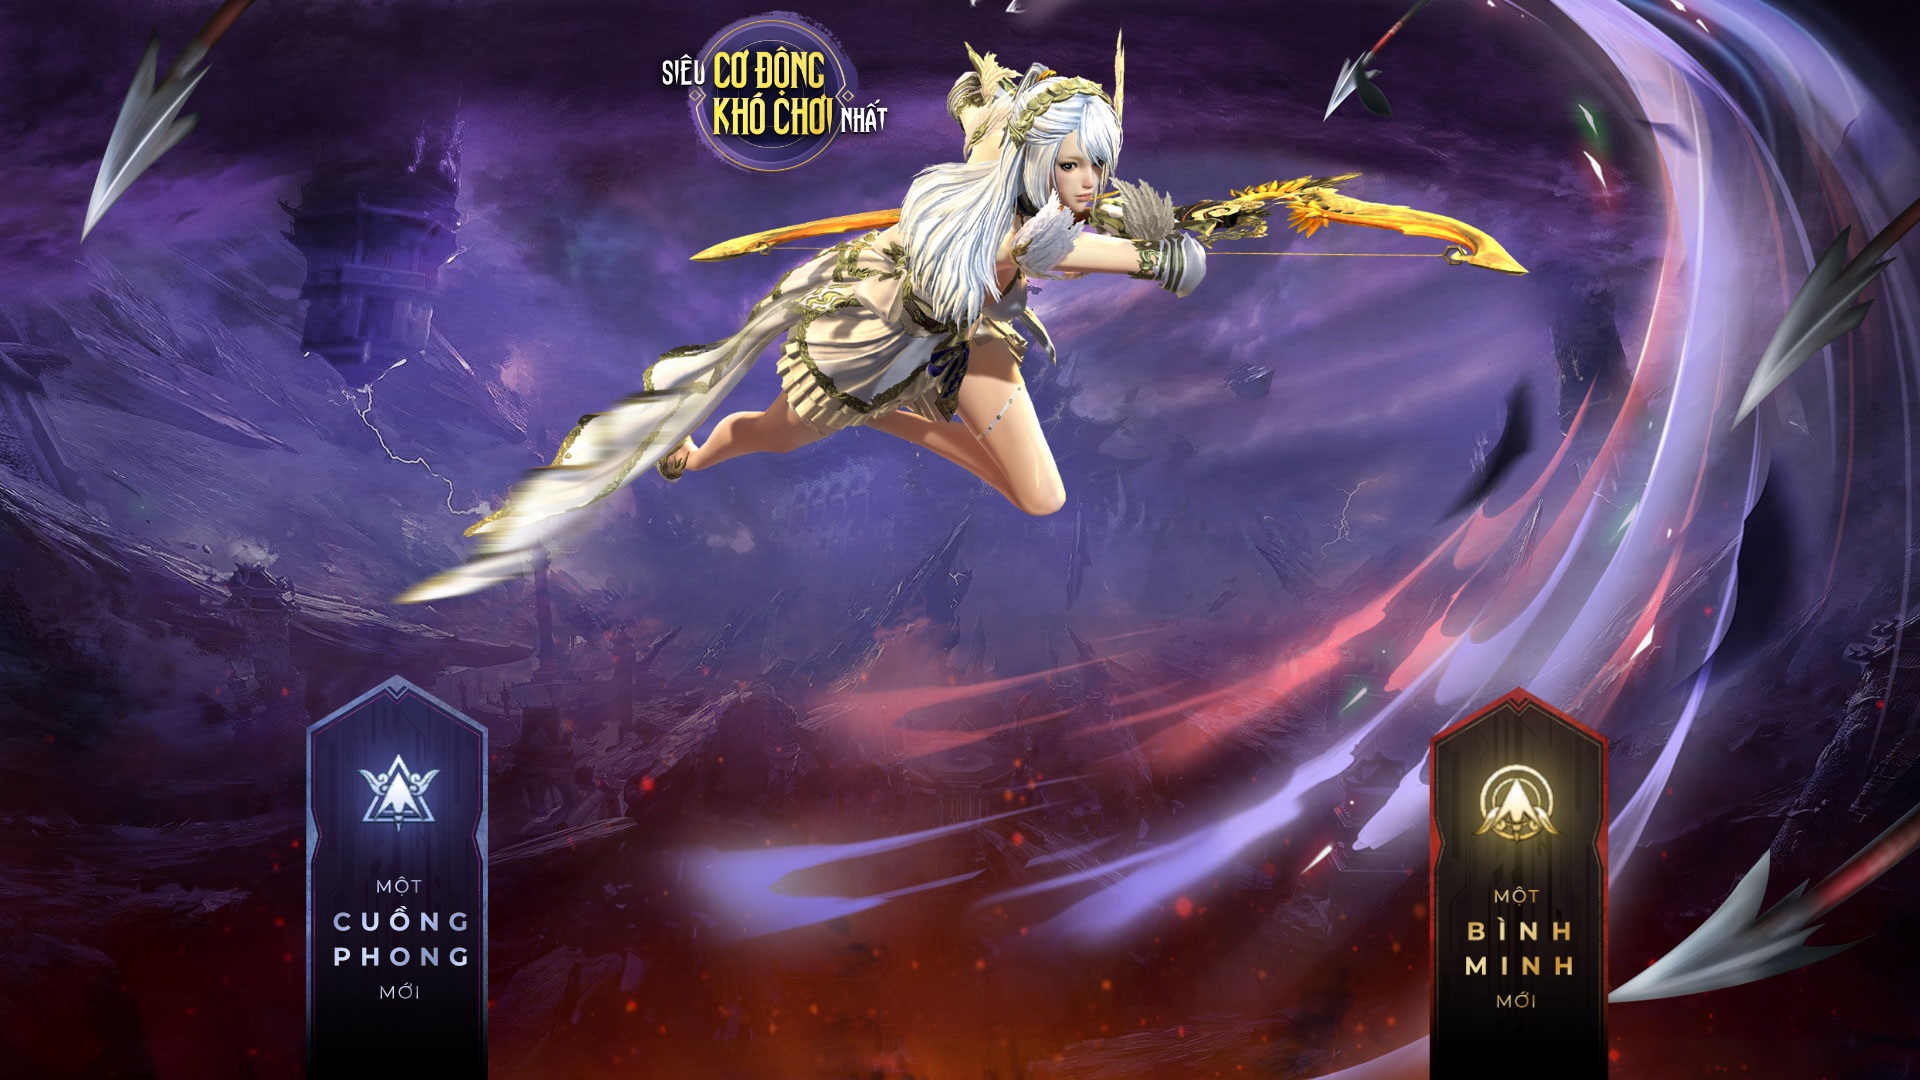 SIÊU CƠ ĐỘNG
KHÓ CHƠI NHẤT
MỘT
CUỒNG
PHONG
MỚI
MỘT
BÌNH
MINH
MỚI